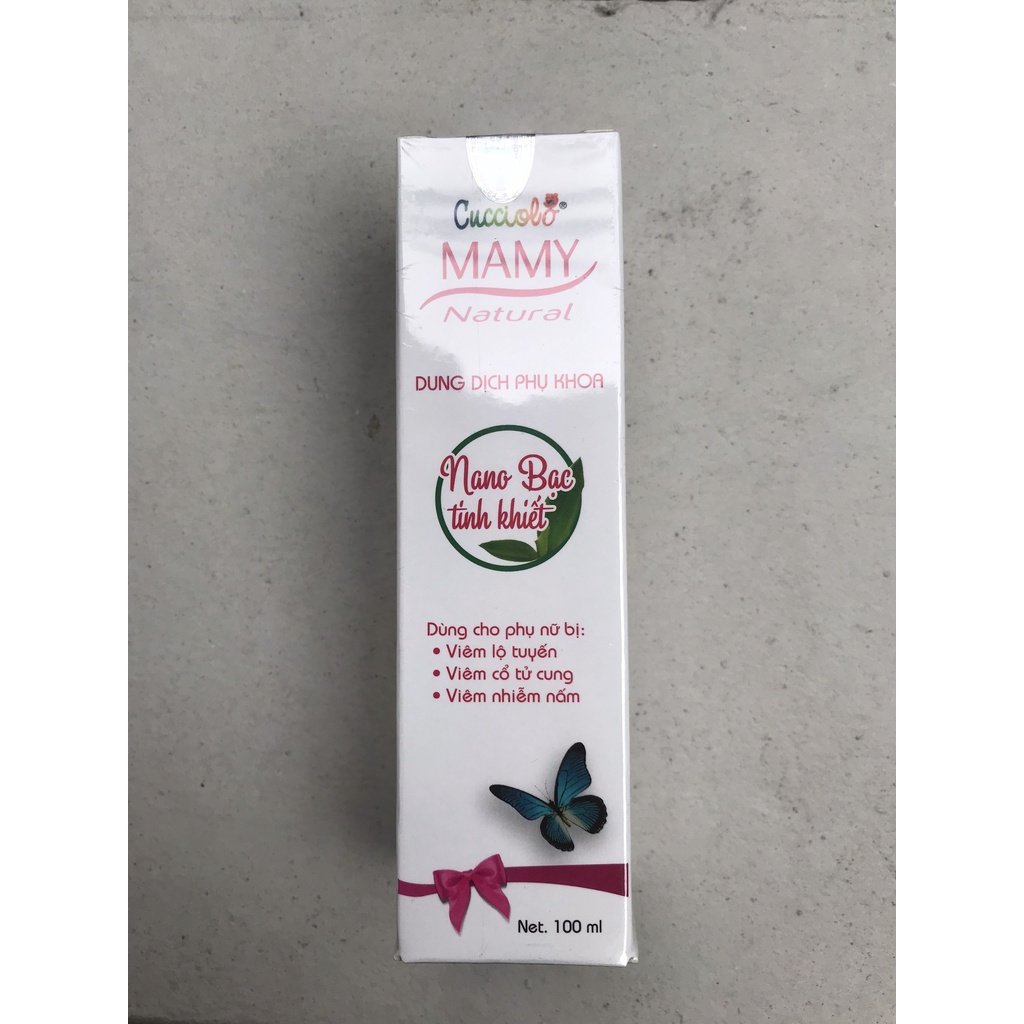 Cucciolo®
MAMY
Natural
DUNG DỊCH PHỤ KHOA
Nano Bạc
tinh khiết
Dùng cho phụ nữ bị:
• Viêm lộ tuyến
• Viêm cổ tử cung
• Viêm nhiễm nấm
Net. 100 ml